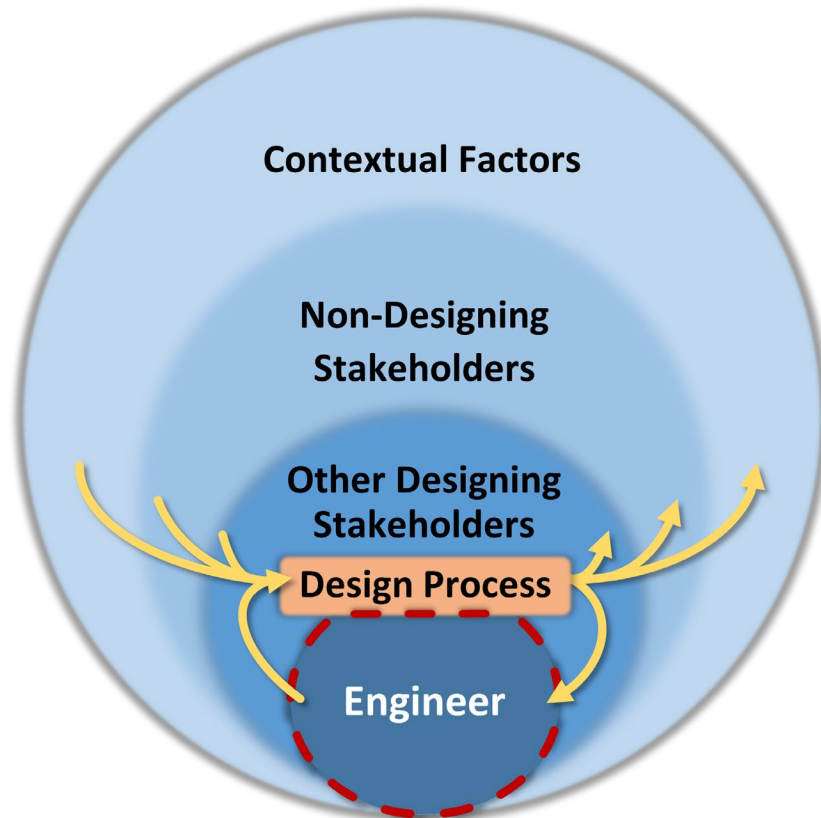 Contextual Factors
Non-Designing
Stakeholders
Other Designing
Stakeholders
Design Process
Engineer